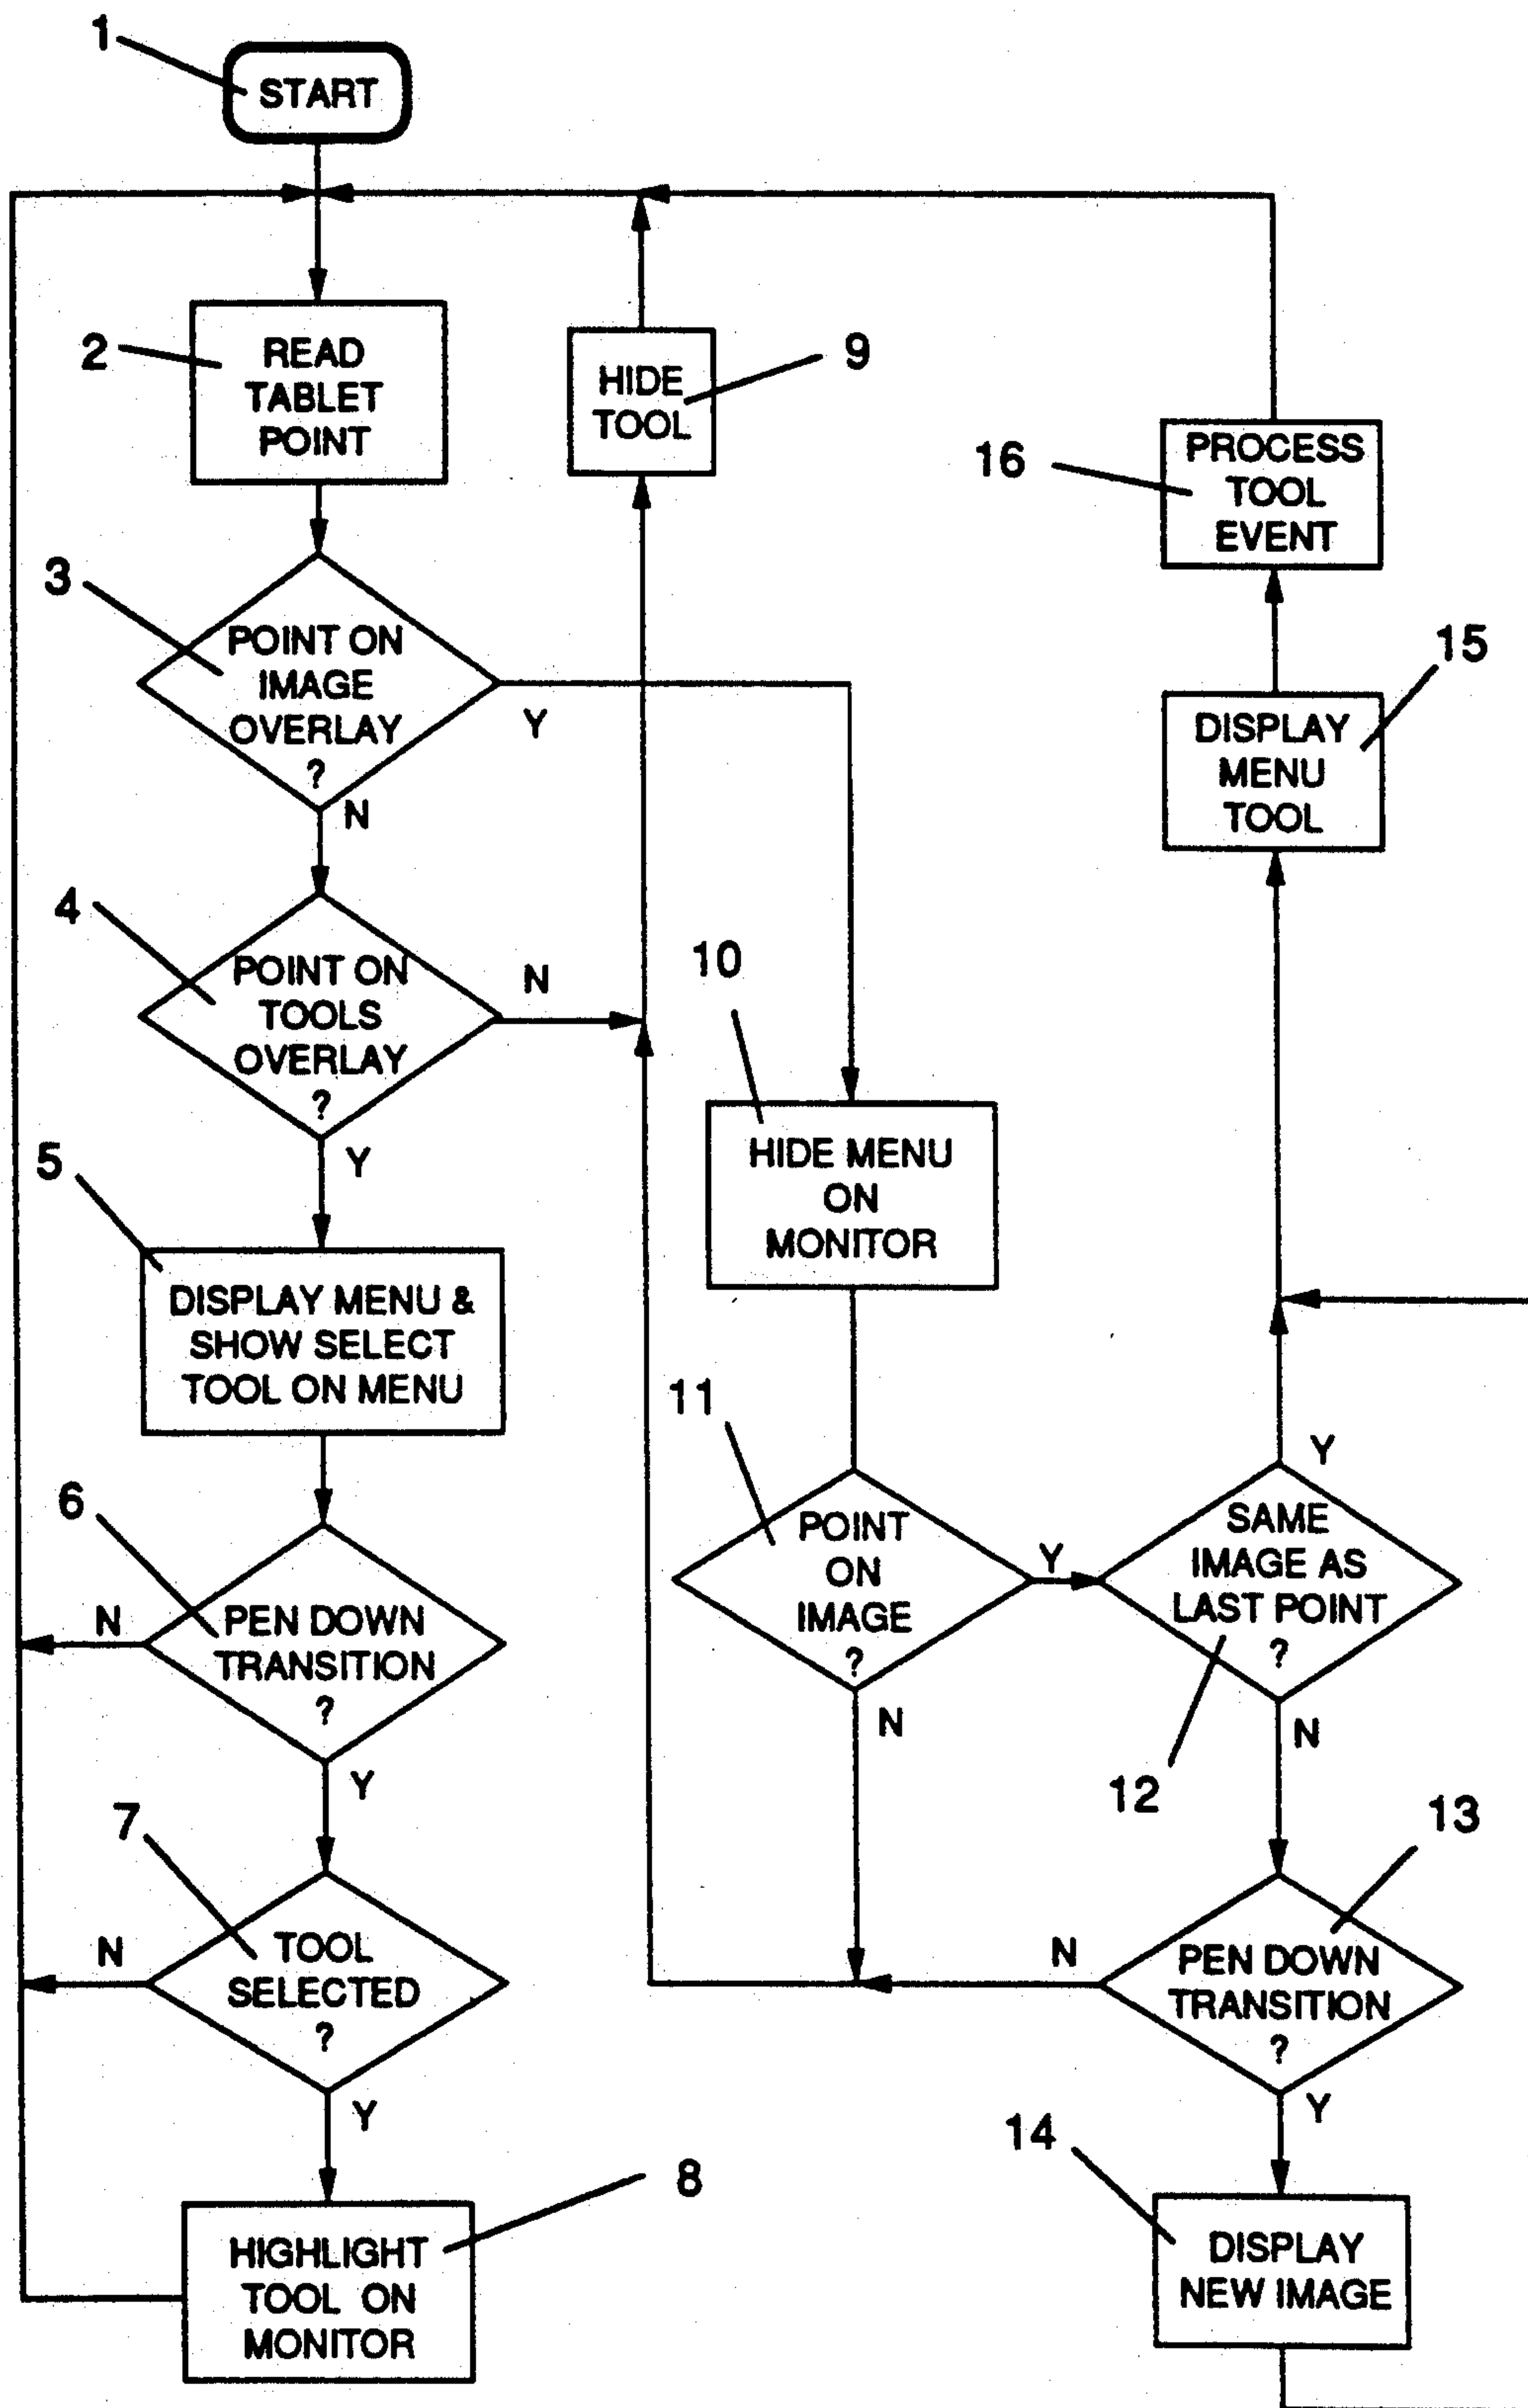 1
START
2
READ
TABLET
POINT
HIDE
TOOL
9
16
PROCESS
TOOL
EVENT
3
POINT ON
IMAGE
OVERLAY
?
Y
N
15
DISPLAY
MENU
TOOL
4
POINT ON
TOOLS
OVERLAY
?
N
Y
10
HIDE MENU
ON
MONITOR
5
DISPLAY MENU &
SHOW SELECT
TOOL ON MENU
11
POINT
ON
IMAGE
?
Y
N
Y
SAME
IMAGE AS
LAST POINT
?
12
N
6
N
PEN DOWN
TRANSITION
?
Y
13
N
PEN DOWN
TRANSITION
?
Y
7
N
TOOL
SELECTED
?
Y
8
HIGHLIGHT
TOOL ON
MONITOR
14
DISPLAY
NEW IMAGE